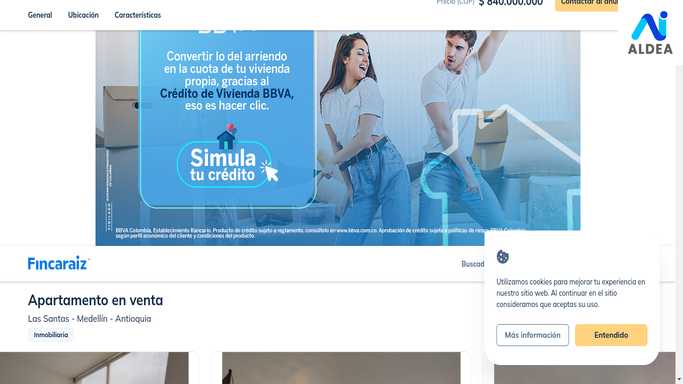 General Ubicación Características
Precio (COP) $ 840.000.000
ALDEA
Convertir lo del arriendo
en la cuota de tu vivienda
propia, gracias al
Crédito de Vivienda BBVA,
eso es hacer clic.
Simula
tu crédito
BBVA Colombia, Establecimiento Bancario. Producto de crédito sujeto a reglamento, consúltelo en www.bbva.com.co. Aprobación de crédito sujeta a políticas de riesgo BBVA Colombia
según perfil económico del cliente y condiciones del producto.
Fincaraiz
Apartamento en venta
Las Santas - Medellín - Antioquia
Inmobiliaria
Utilizamos cookies para mejorar tu experiencia en
nuestro sitio web. Al continuar en el sitio
consideramos que aceptas su uso.
Más información Entendido